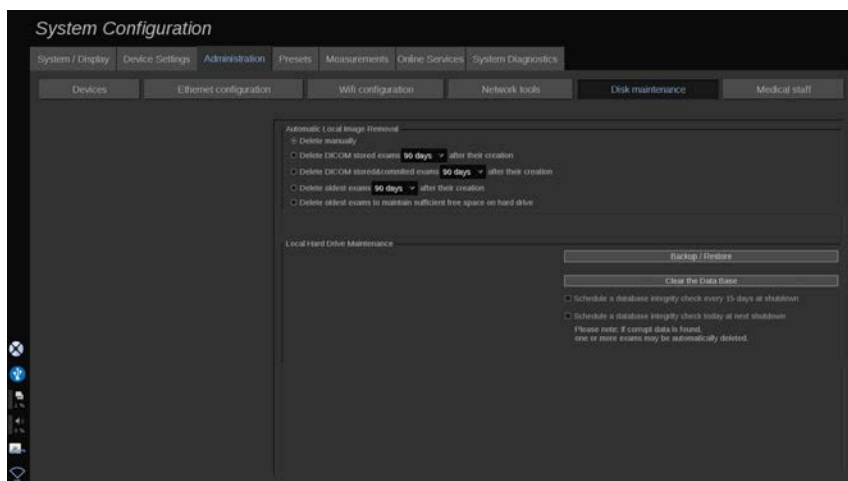 System Configuration
System / Display Device Settings Administration Presets Measurements Online Services System Diagnostics
Devices Ethernet configuration Wifi configuration Network tools Disk maintenance Medical staff
Automatic Local Image Removal
Delete manually
Delete DICOM stored exams 90 days after their creation
Delete DICOM stored&commited exams 90 days after their creation
Delete oldest exams 90 days after their creation
Delete oldest exams to maintain sufficient free space on hard drive
Local Hard Drive Maintenance
Backup / Restore
Clear the Data Base
Schedule a database integrity check every 15 days at shutdown
Schedule a database integrity check today at next shutdown
Please note: If corrupt data is found,
one or more exams may be automatically deleted.